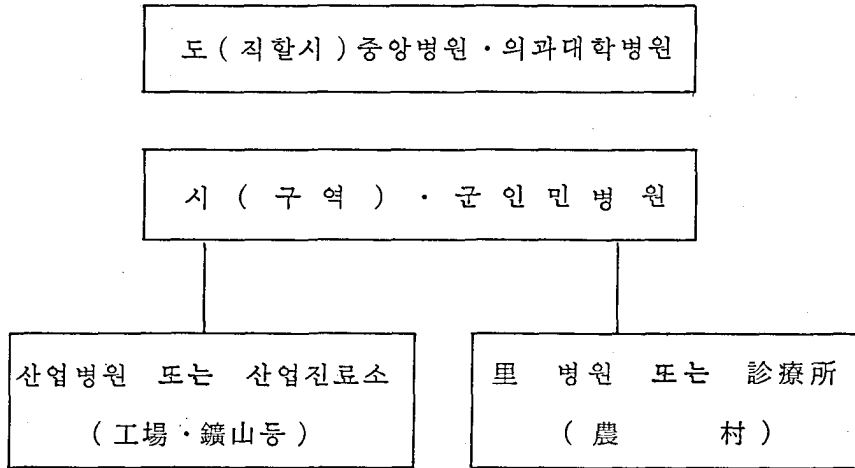 도(직할시)중앙병원·의과대학병원
시(구역)·군인민병원
산업병원 또는 산업진료소
(工場·鑛山등)
里 병원 또는 診療所
(農村)